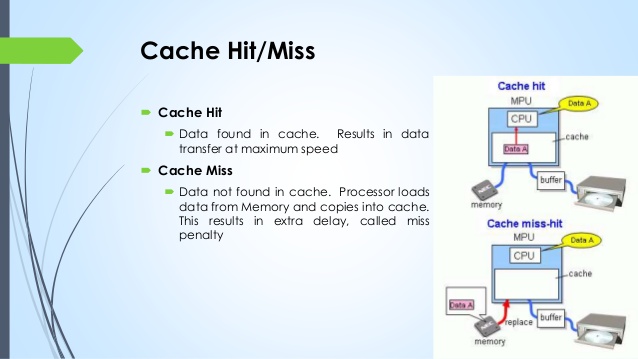 Cache Hit/Miss
Cache Hit
Data found in cache. Results in data
transfer at maximum speed
Cache Miss
Data not found in cache. Processor loads
data from Memory and copies into cache.
This results in extra delay, called miss
penalty
Cache hit
MPU
Data A
CPU
cache
Data A
buffer
memory
Cache miss-hit
MPU
Data A
CPU
cache
Data A
replace
buffer
memory